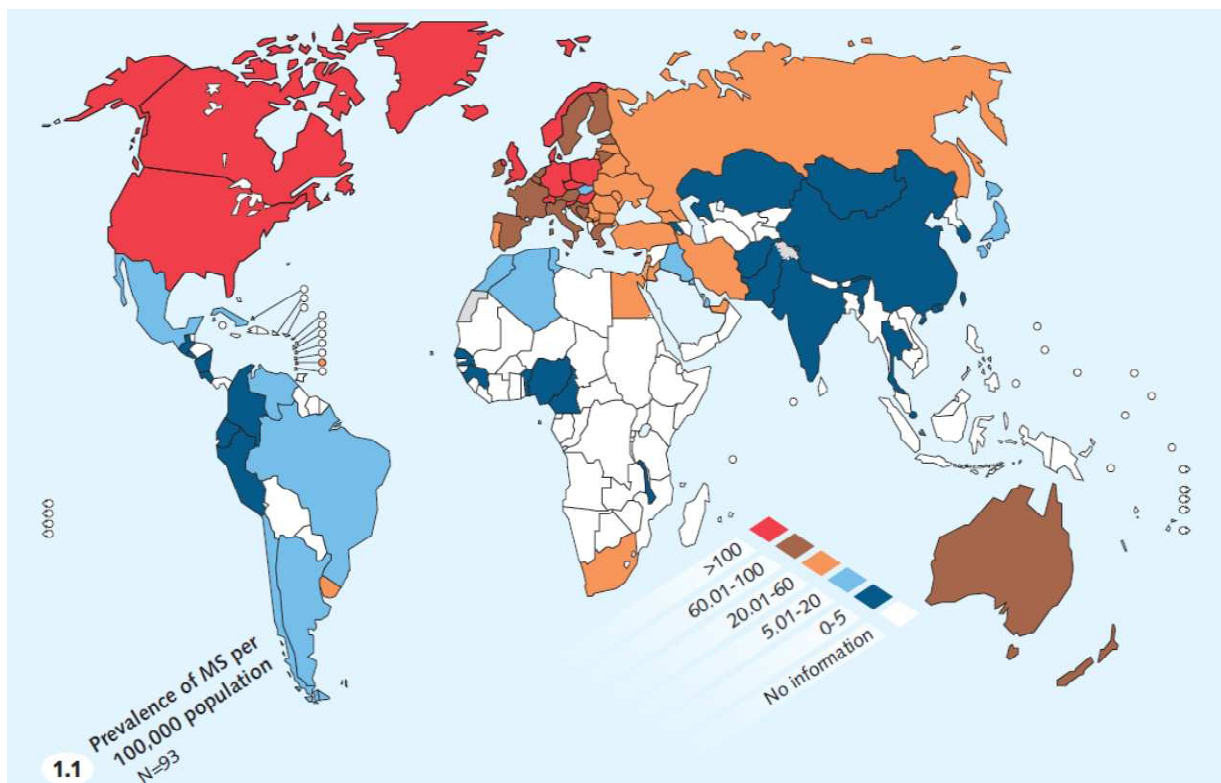 >100
60.01-100
20.01-60
5.01-20
0-5
No information
Prevalence of MS per
100,000 population
N=93
1.1